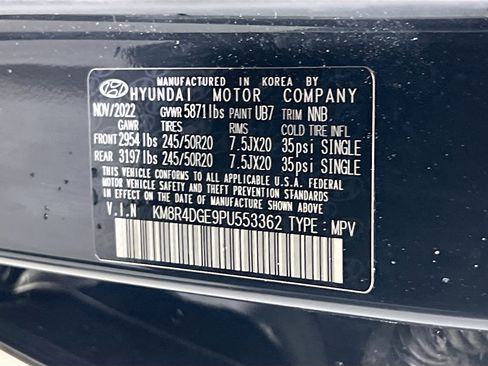 MANUFACTURED IN KOREA BY
HYUNDAI MOTOR COMPANY
NOV/2022 GVWR 5871lbs PAINT UB7 TRIM NNB
GAWR TIRES RIMS COLD TIRE INFL
FRONT 2954 lbs 245/50R20 7.5JX20 35psi SINGLE
REAR 3197 lbs 245/50R20 7.5JX20 35psi SINGLE
THIS VEHICLE CONFORMS TO ALL APPLICABLE U.S.A. FEDERAL
MOTOR VEHICLE SAFETY AND THEFT PREVENTION STANDARDS
IN EFFECT ON THE DATE OF MANUFACTURE SHOWN ABOVE.
V.I.N KM8R4DGE9PU553362 TYPE : MPV